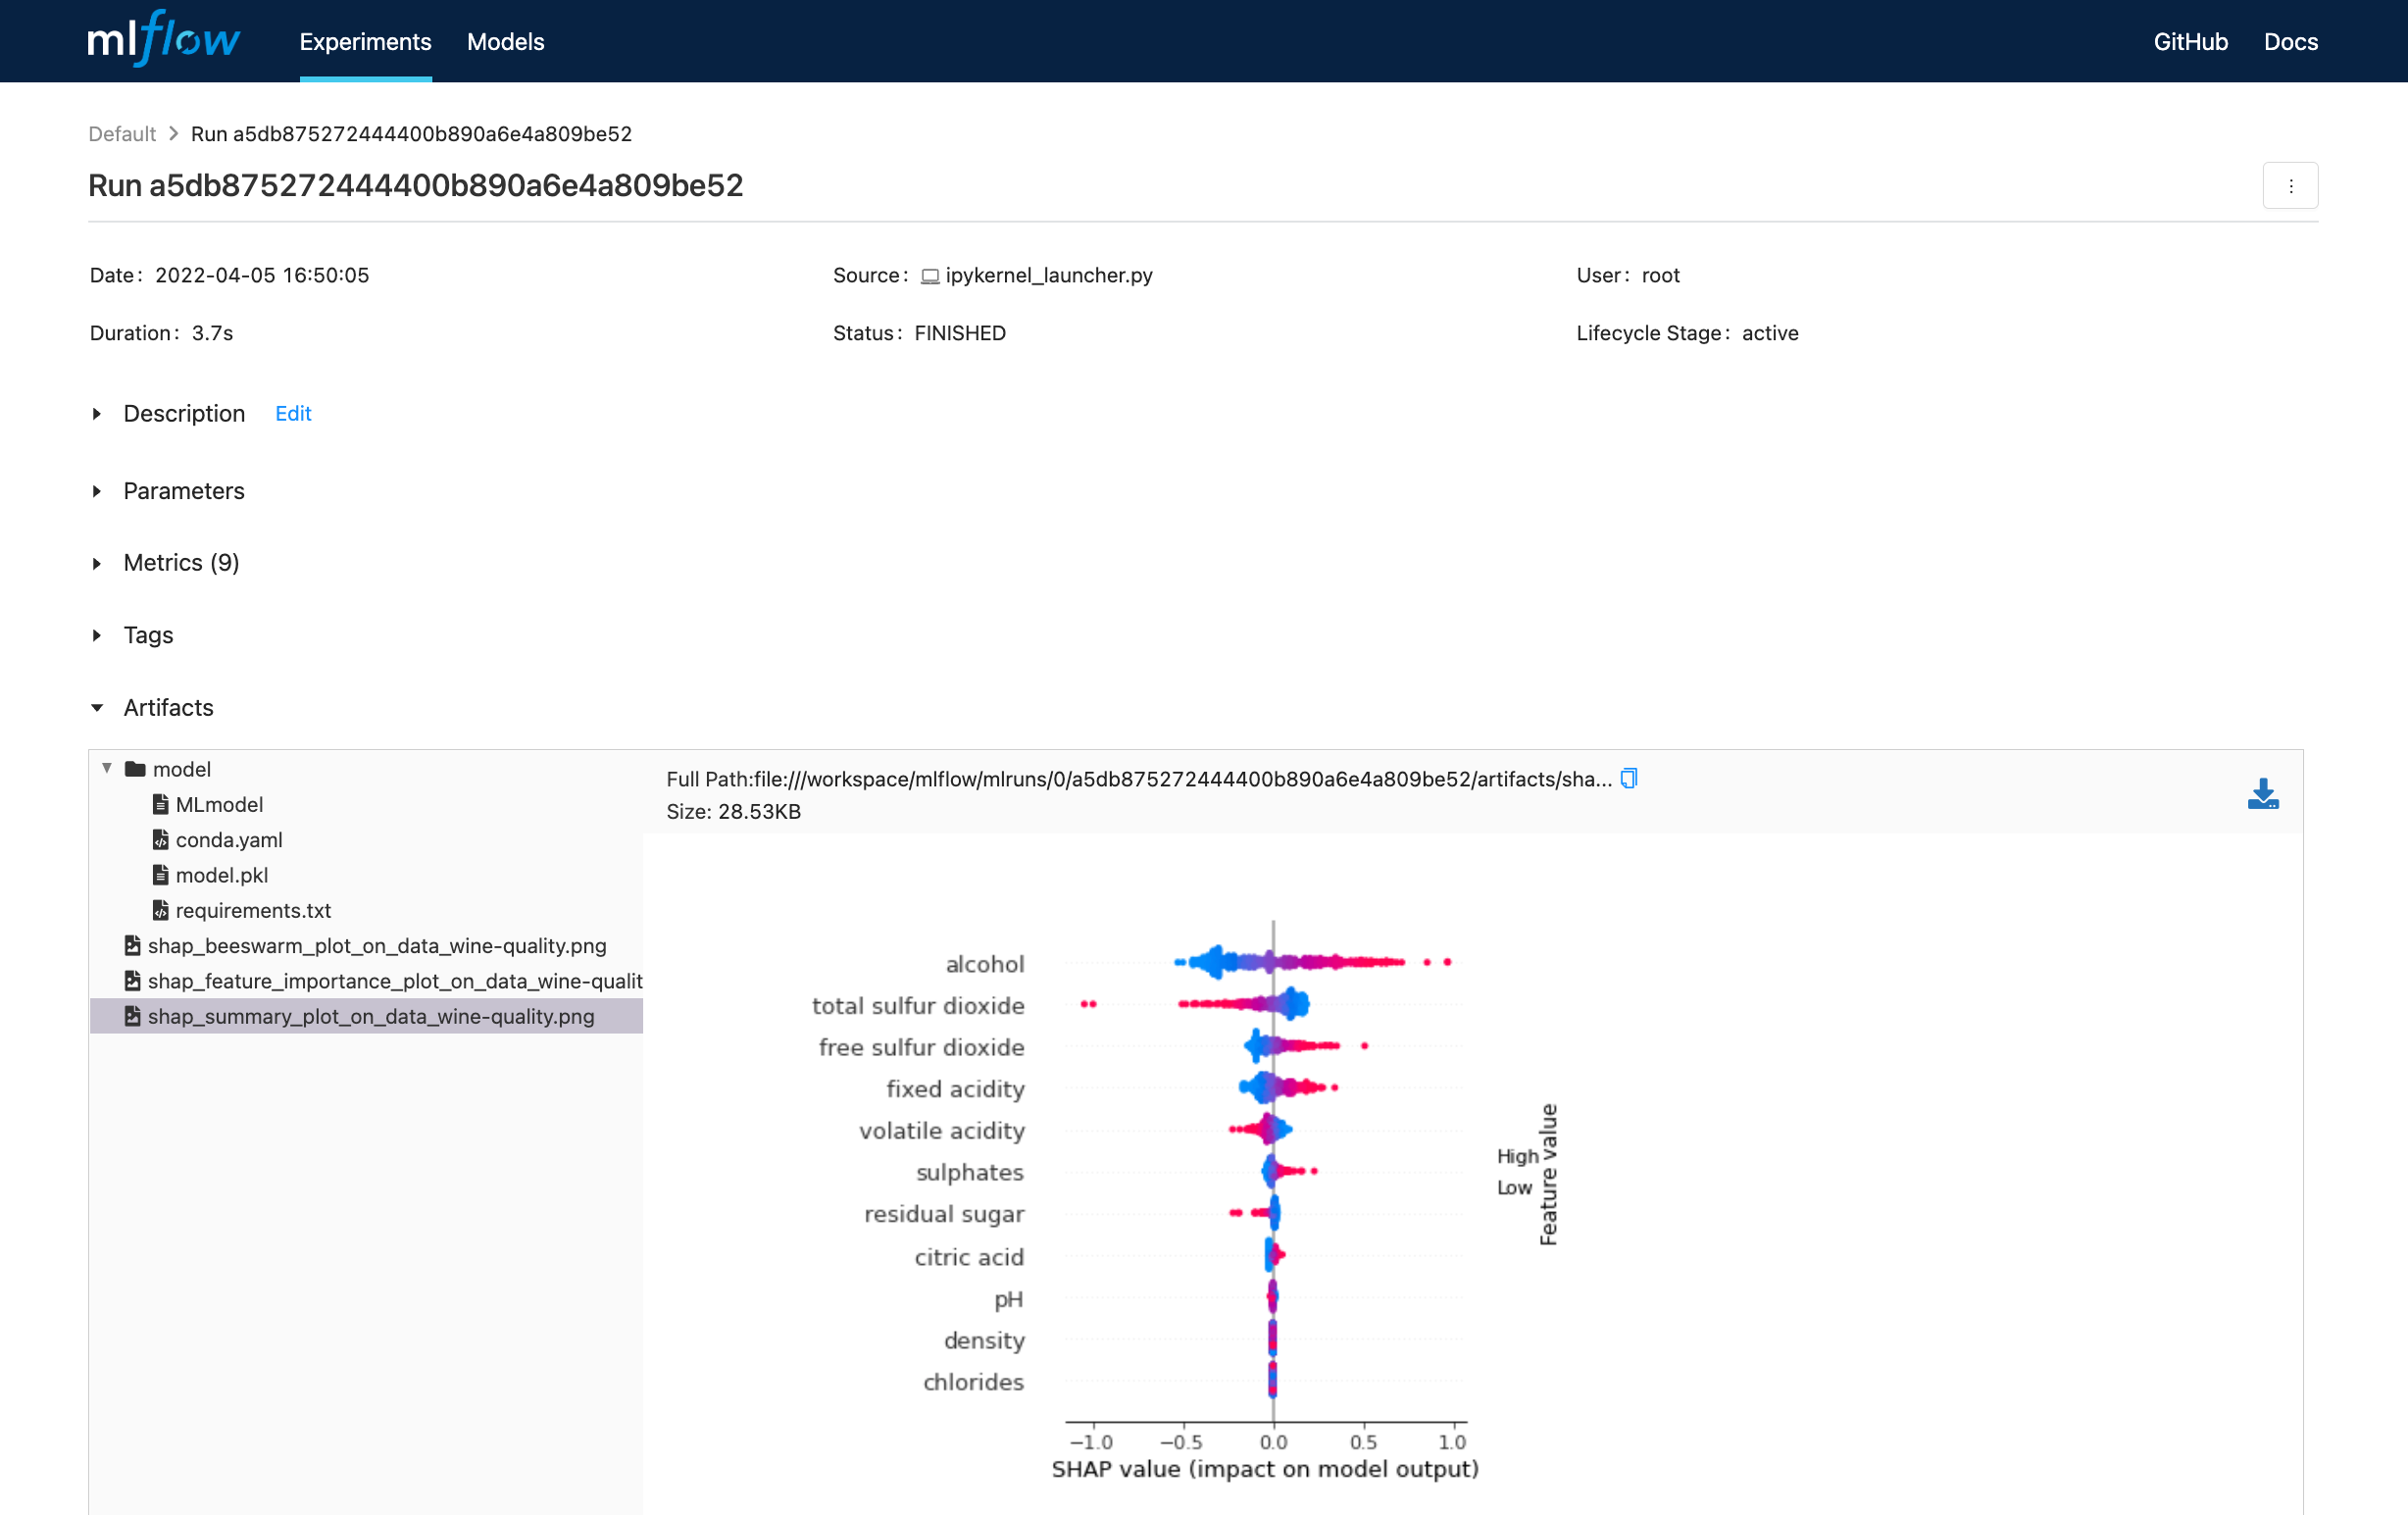 mlflow Experiments Models GitHub Docs
Default > Run a5db875272444400b890a6e4a809be52
Run a5db875272444400b890a6e4a809be52
Date: 2022-04-05 16:50:05 Source: ipykernel_launcher.py User: root
Duration: 3.7s Status: FINISHED Lifecycle Stage: active
Description Edit
Parameters
Metrics (9)
Tags
Artifacts
model
MLmodel
conda.yaml
model.pkl
requirements.txt
shap_beeswarm_plot_on_data_wine-quality.png
shap_feature_importance_plot_on_data_wine-qualit
shap_summary_plot_on_data_wine-quality.png
Full Path:file:///workspace/mlflow/mlruns/0/a5db875272444400b890a6e4a809be52/artifacts/sha...
Size: 28.53KB
alcohol
total sulfur dioxide
free sulfur dioxide
fixed acidity
volatile acidity
sulphates
residual sugar
citric acid
pH
density
chlorides
−1.0 −0.5 0.0 0.5 1.0
SHAP value (impact on model output)
High
Low
Feature value